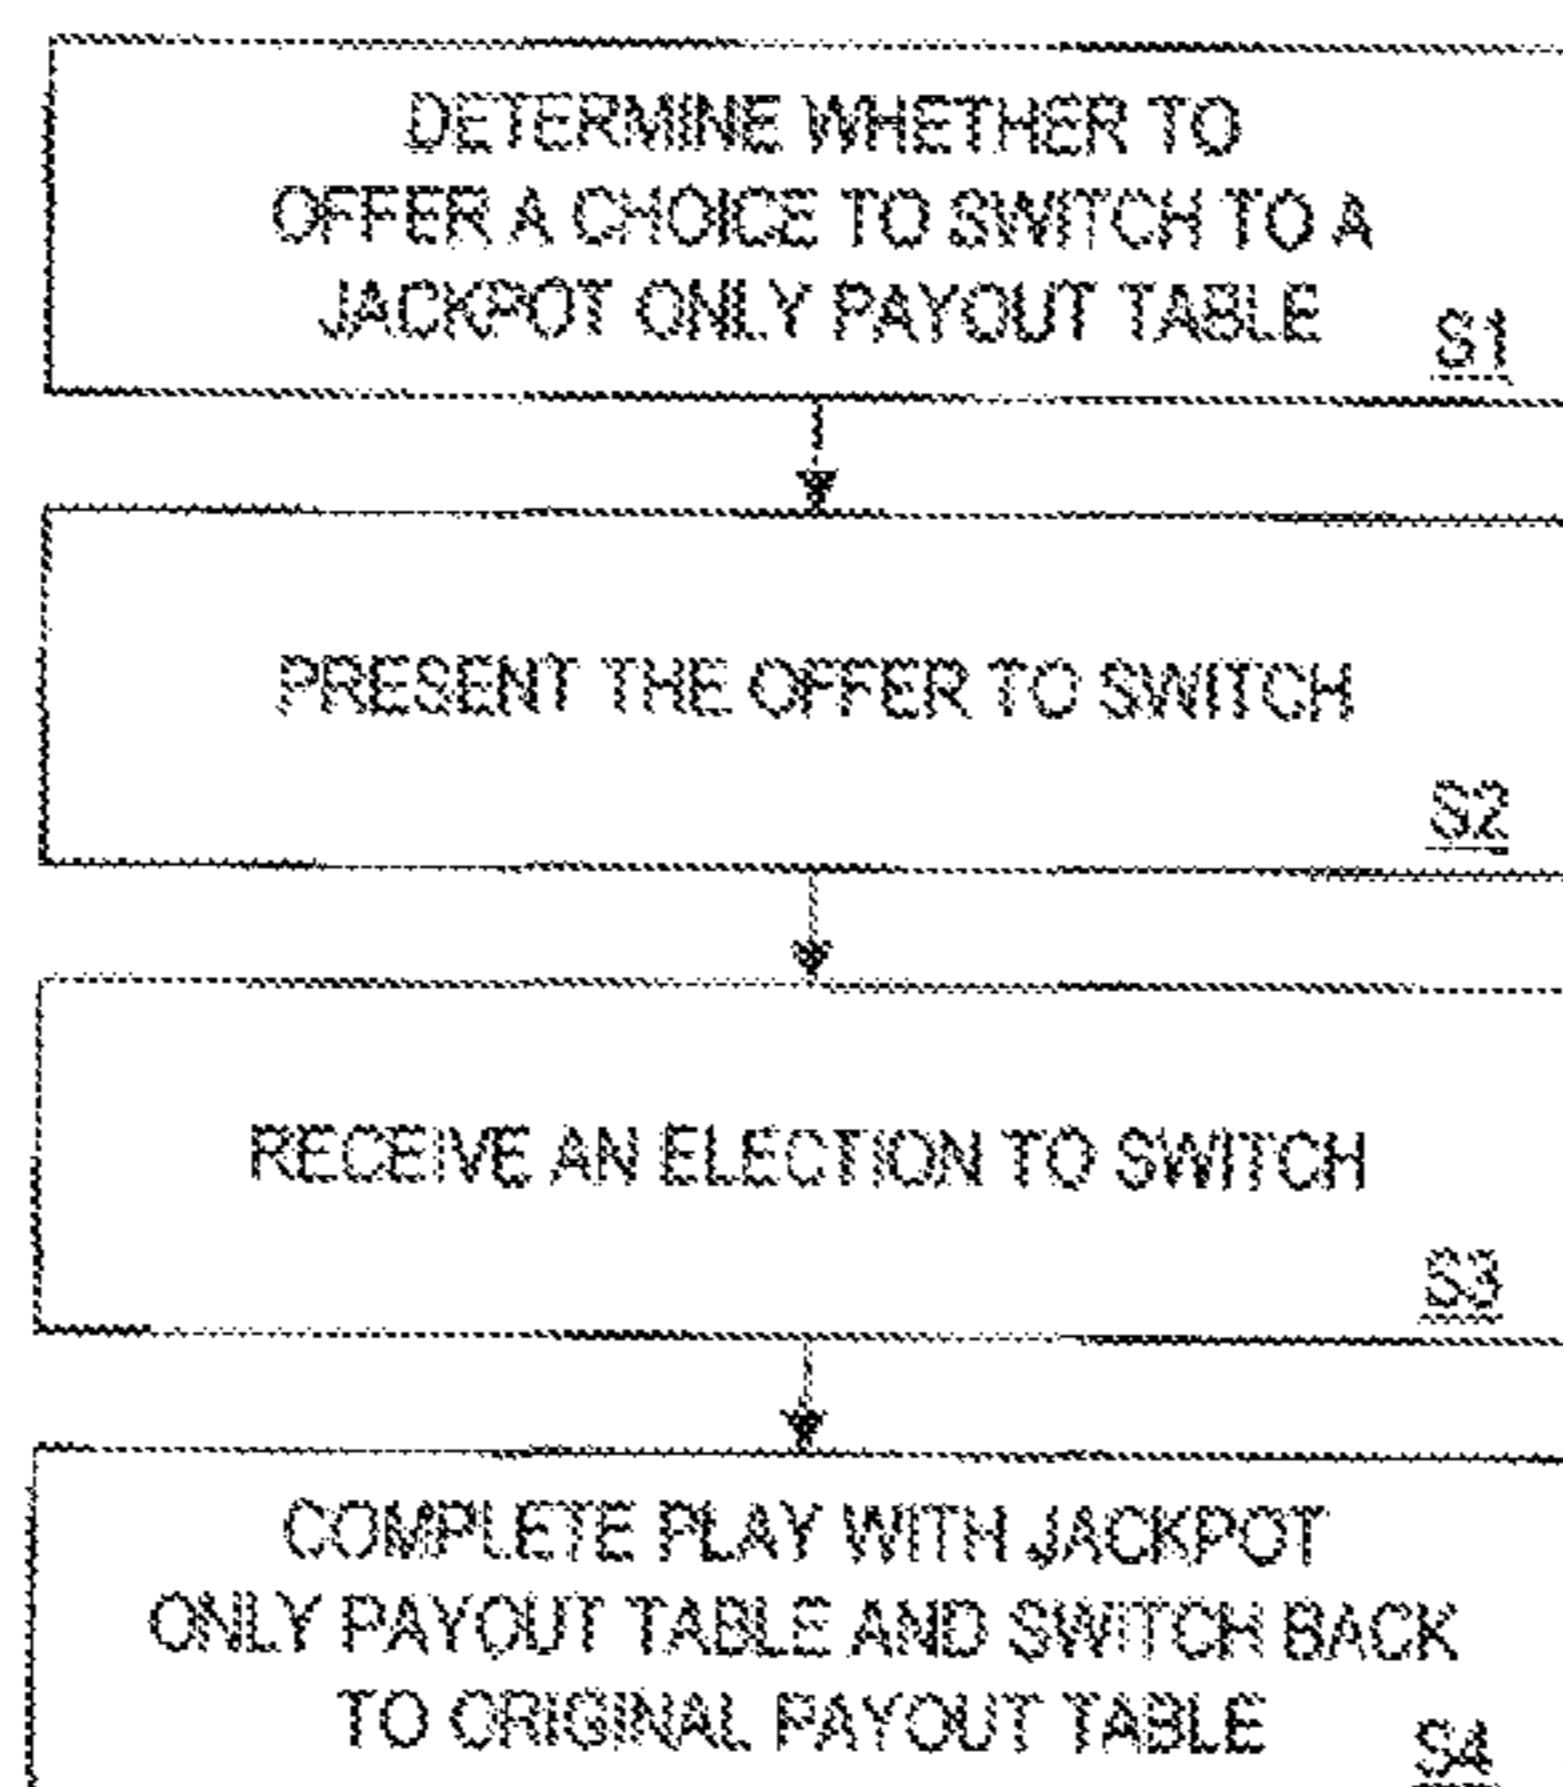 DETERMINE WHETHER TO
OFFER A CHOICE TO SWITCH TO A
JACKPOT ONLY PAYOUT TABLE
S1
PRESENT THE OFFER TO SWITCH
S2
RECEIVE AN ELECTION TO SWITCH
S3
COMPLETE PLAY WITH JACKPOT
ONLY PAYOUT TABLE AND SWITCH BACK
TO ORIGINAL PAYOUT TABLE
S4